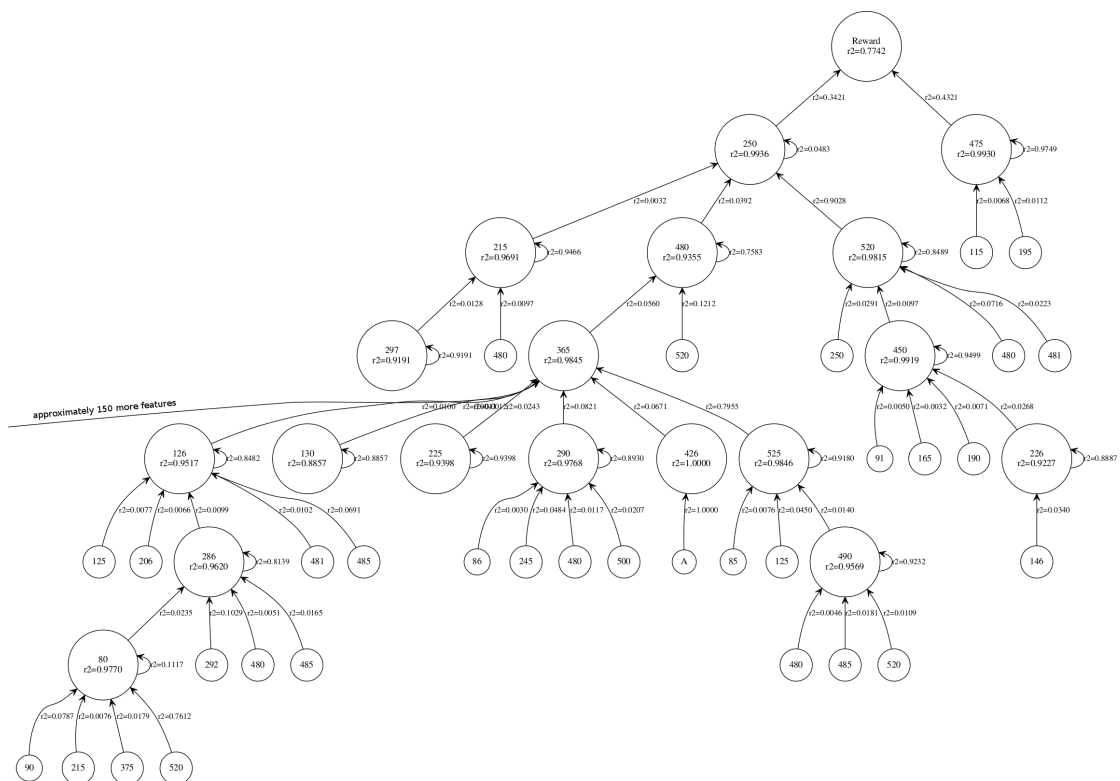 Reward
r2=0.7742
r2=0.3421
r2=0.4321
250
r2=0.9936
r2=0.0483
475
r2=0.9930
r2=0.9749
r2=0.0032
r2=0.0392
r2=0.9028
r2=0.0068
r2=0.0112
215
r2=0.9691
r2=0.9466
480
r2=0.9355
r2=0.7583
520
r2=0.9815
r2=0.8489
115
195
r2=0.0128
r2=0.0097
r2=0.0560
r2=0.1212
r2=0.0291
r2=0.0097
r2=0.0716
r2=0.0223
297
r2=0.9191
r2=0.9191
480
365
r2=0.9845
520
250
450
r2=0.9919
r2=0.9499
480
481
approximately 150 more features
r2=0.0100
r2=0.0243
r2=0.0821
r2=0.0671
r2=0.7955
r2=0.0050
r2=0.0032
r2=0.0071
r2=0.0268
126
r2=0.9517
r2=0.8482
130
r2=0.8857
r2=0.8857
225
r2=0.9398
r2=0.9398
290
r2=0.9768
r2=0.8930
426
r2=1.0000
525
r2=0.9846
r2=0.9180
91
165
190
226
r2=0.9227
r2=0.8887
r2=0.0077
r2=0.0066
r2=0.0099
r2=0.0102
r2=0.0691
r2=0.0030
r2=0.0484
r2=0.0117
r2=0.0207
r2=1.0000
r2=0.0076
r2=0.0450
r2=0.0140
r2=0.0340
125
206
286
r2=0.9620
r2=0.8139
481
485
86
245
480
500
A
85
125
490
r2=0.9569
r2=0.9232
146
r2=0.0235
r2=0.1029
r2=0.0051
r2=0.0165
r2=0.0046
r2=0.0181
r2=0.0109
80
r2=0.9770
r2=0.1117
292
480
485
480
485
520
r2=0.0787
r2=0.0076
r2=0.0179
r2=0.7612
90
215
375
520